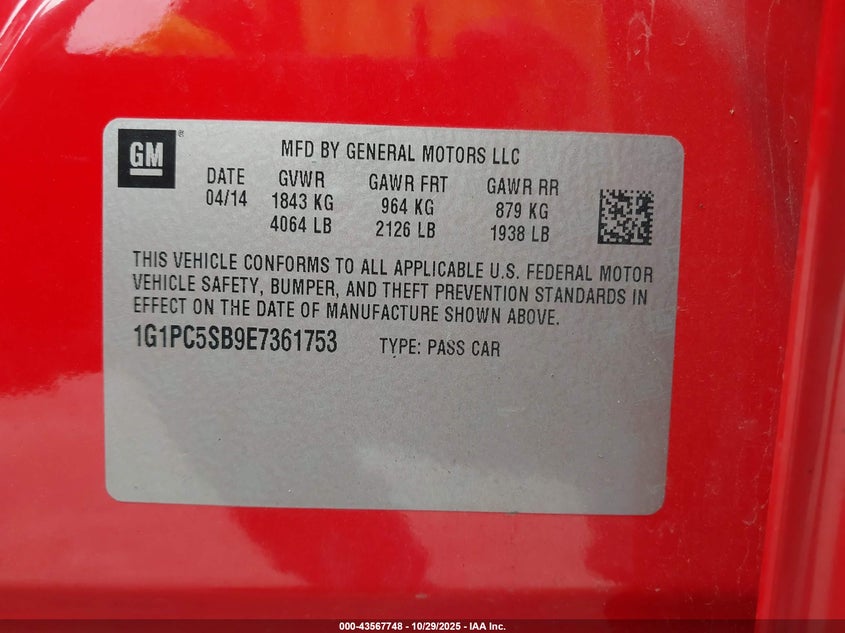 GM®
MFD BY GENERAL MOTORS LLC
DATE GVWR GAWR FRT GAWR RR
04/14 1843 KG 964 KG 879 KG
4064 LB 2126 LB 1938 LB
THIS VEHICLE CONFORMS TO ALL APPLICABLE U.S. FEDERAL MOTOR
VEHICLE SAFETY, BUMPER, AND THEFT PREVENTION STANDARDS IN
EFFECT ON THE DATE OF MANUFACTURE SHOWN ABOVE.
1G1PC5SB9E7361753 TYPE: PASS CAR
000-43567748 - 10/29/2025 - IAA Inc.